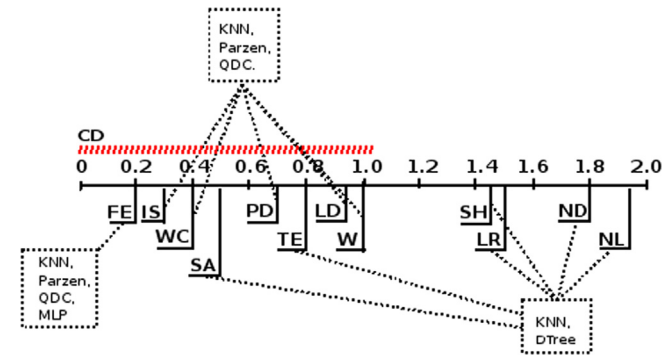 KNN,
Parzen,
QDC.
CD
0 0.2 0.4 0.6 0.8 1.0 1.2 1.4 1.6 1.8 2.0
FE IS PD LD SH ND
WC TE W LR NL
SA
KNN,
Parzen,
QDC,
MLP
KNN,
DTree